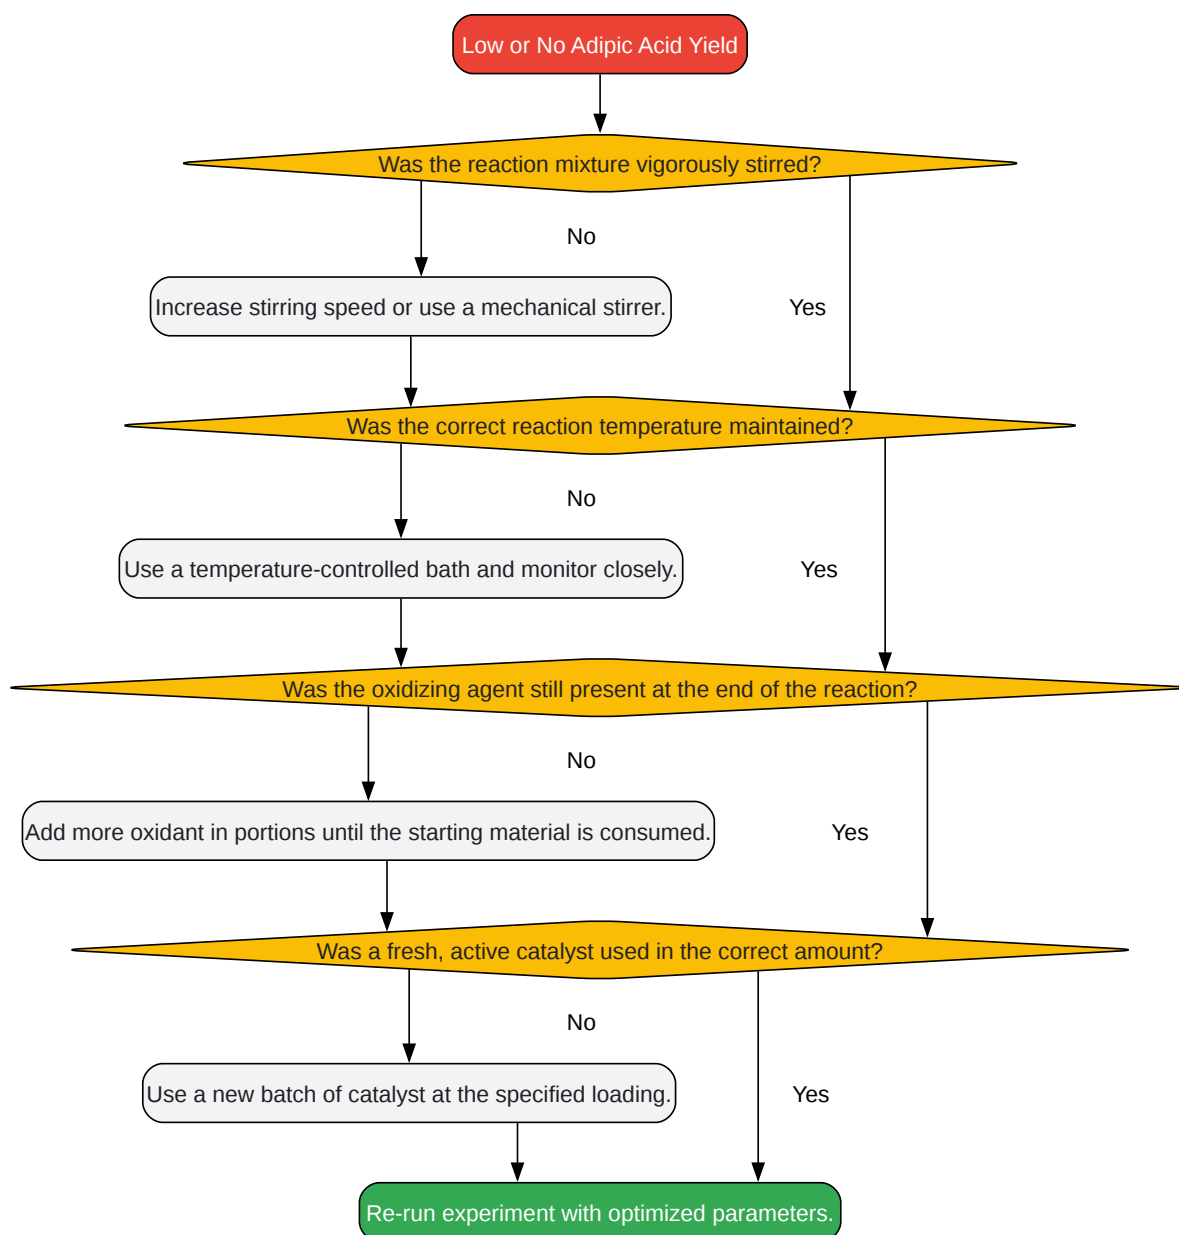 Low or No Adipic Acid Yield
Was the reaction mixture vigorously stirred?
No
Increase stirring speed or use a mechanical stirrer.
Yes
Was the correct reaction temperature maintained?
No
Use a temperature-controlled bath and monitor closely.
Yes
Was the oxidizing agent still present at the end of the reaction?
No
Add more oxidant in portions until the starting material is consumed.
Yes
Was a fresh, active catalyst used in the correct amount?
No
Use a new batch of catalyst at the specified loading.
Yes
Re-run experiment with optimized parameters.